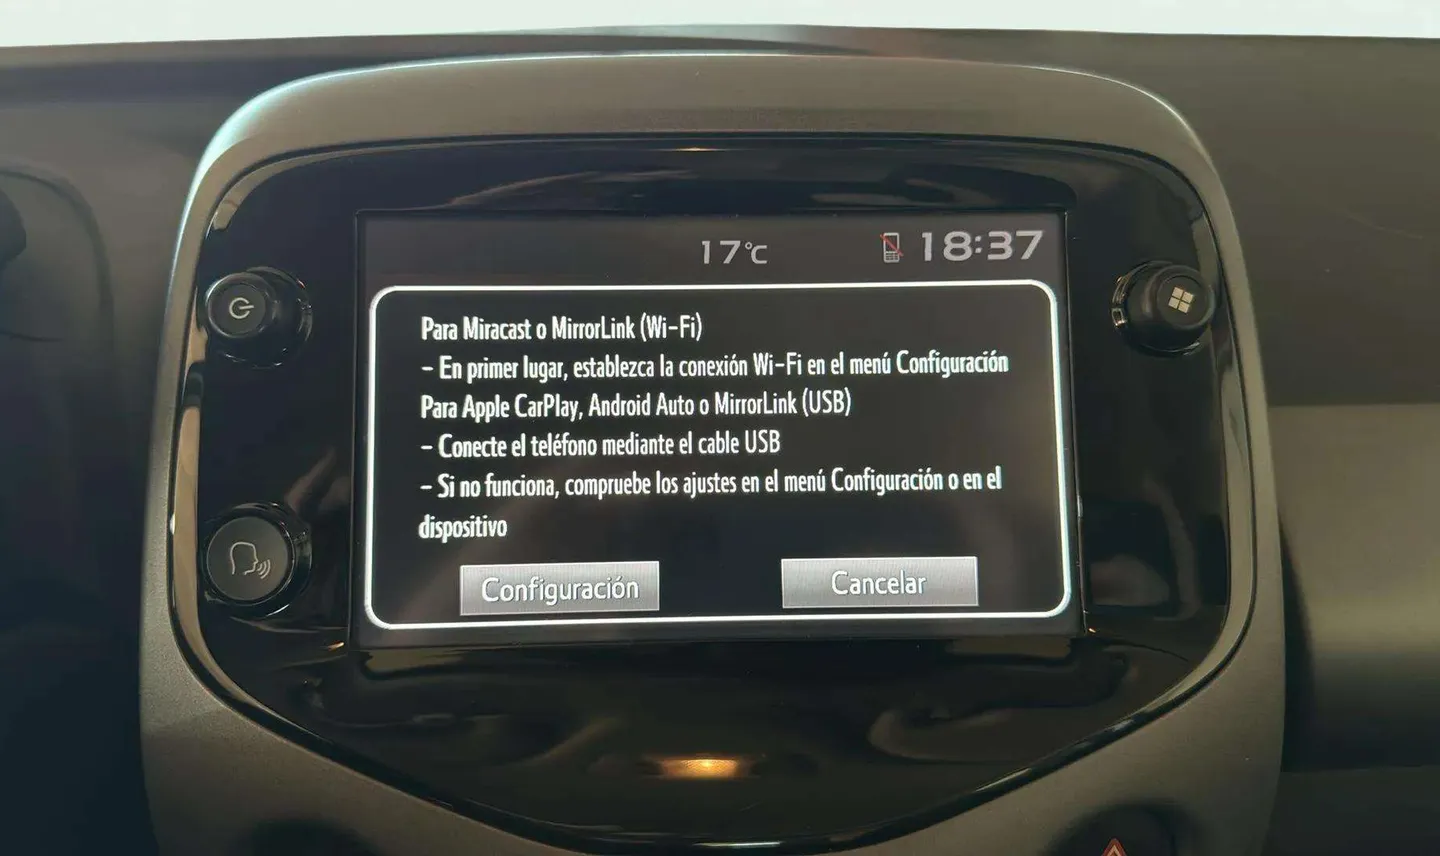 17°C 18:37
Para Miracast o MirrorLink (Wi-Fi)
- En primer lugar, establezca la conexión Wi-Fi en el menú Configuración
Para Apple CarPlay, Android Auto o MirrorLink (USB)
- Conecte el teléfono mediante el cable USB
- Si no funciona, compruebe los ajustes en el menú Configuración o en el
dispositivo
Configuración Cancelar